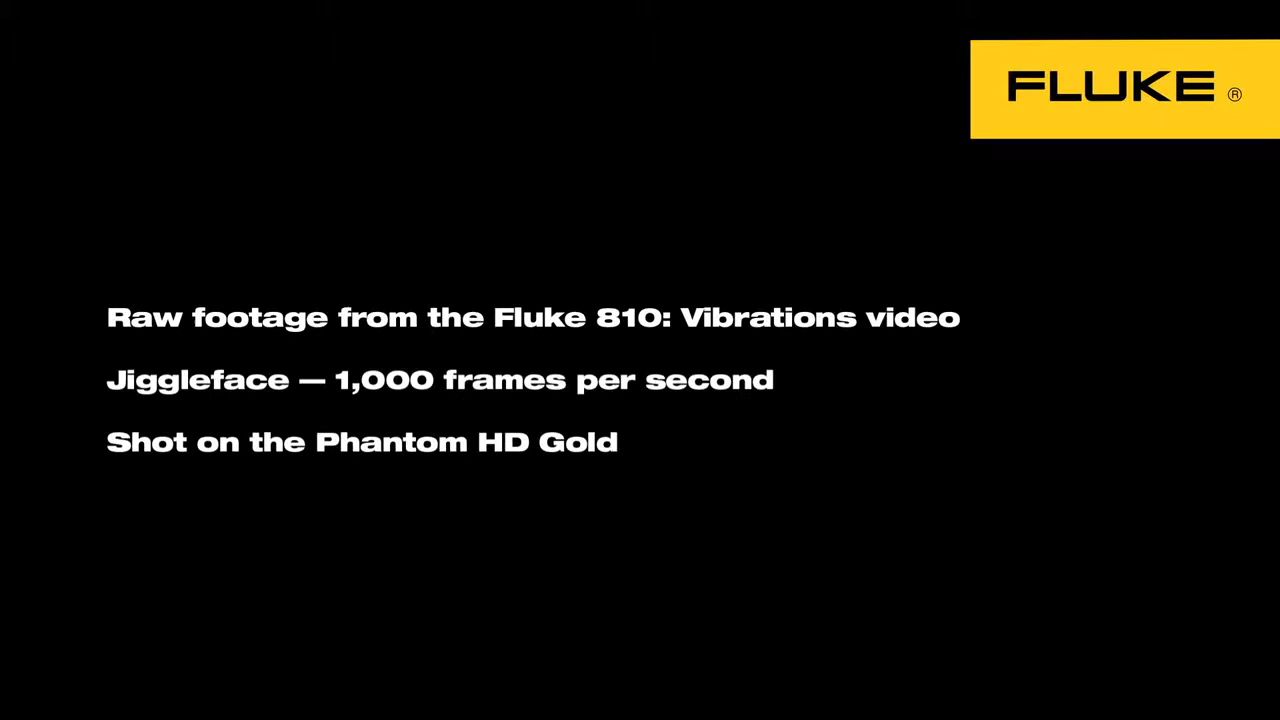 FLUKE ®
Raw footage from the Fluke 810: Vibrations video
Jiggleface — 1,000 frames per second
Shot on the Phantom HD Gold